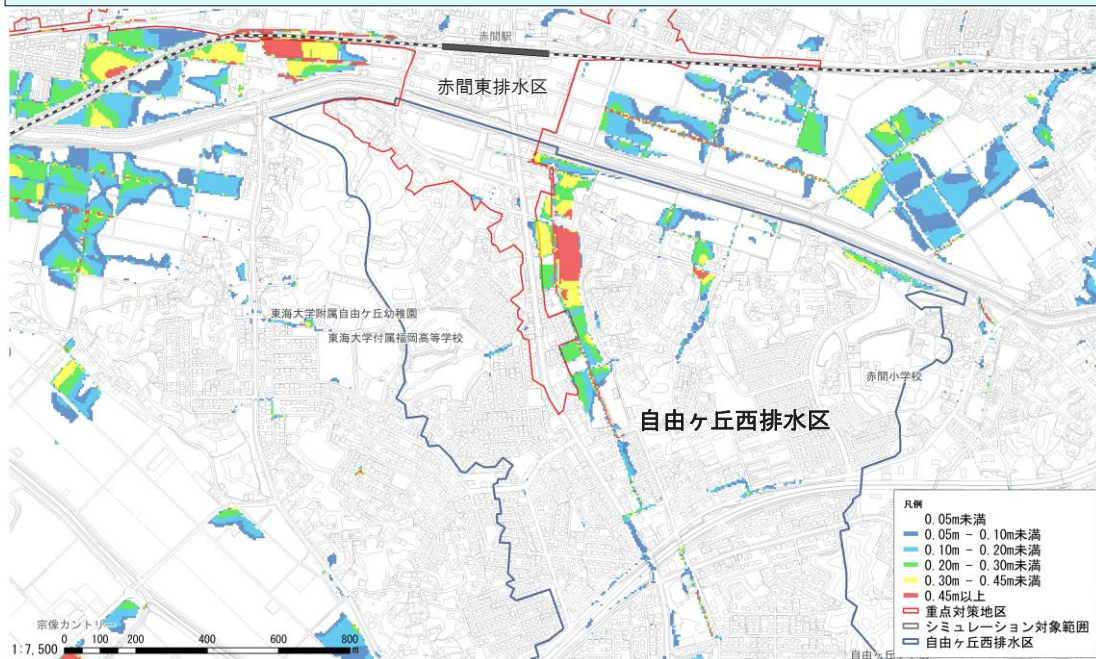 赤間駅
赤間東排水区
東海大学附属自由ケ丘幼稚園
東海大学付属福岡高等学校
赤間小学校
自由ヶ丘西排水区
凡例
0.05m未満
0.05m - 0.10m未満
0.10m - 0.20m未満
0.20m - 0.30m未満
0.30m - 0.45m未満
0.45m以上
重点対策地区
シミュレーション対象範囲
自由ヶ丘西排水区
宗像カントリー
1:7,500
0 100 200 400 600 800
m
自由ヶ丘